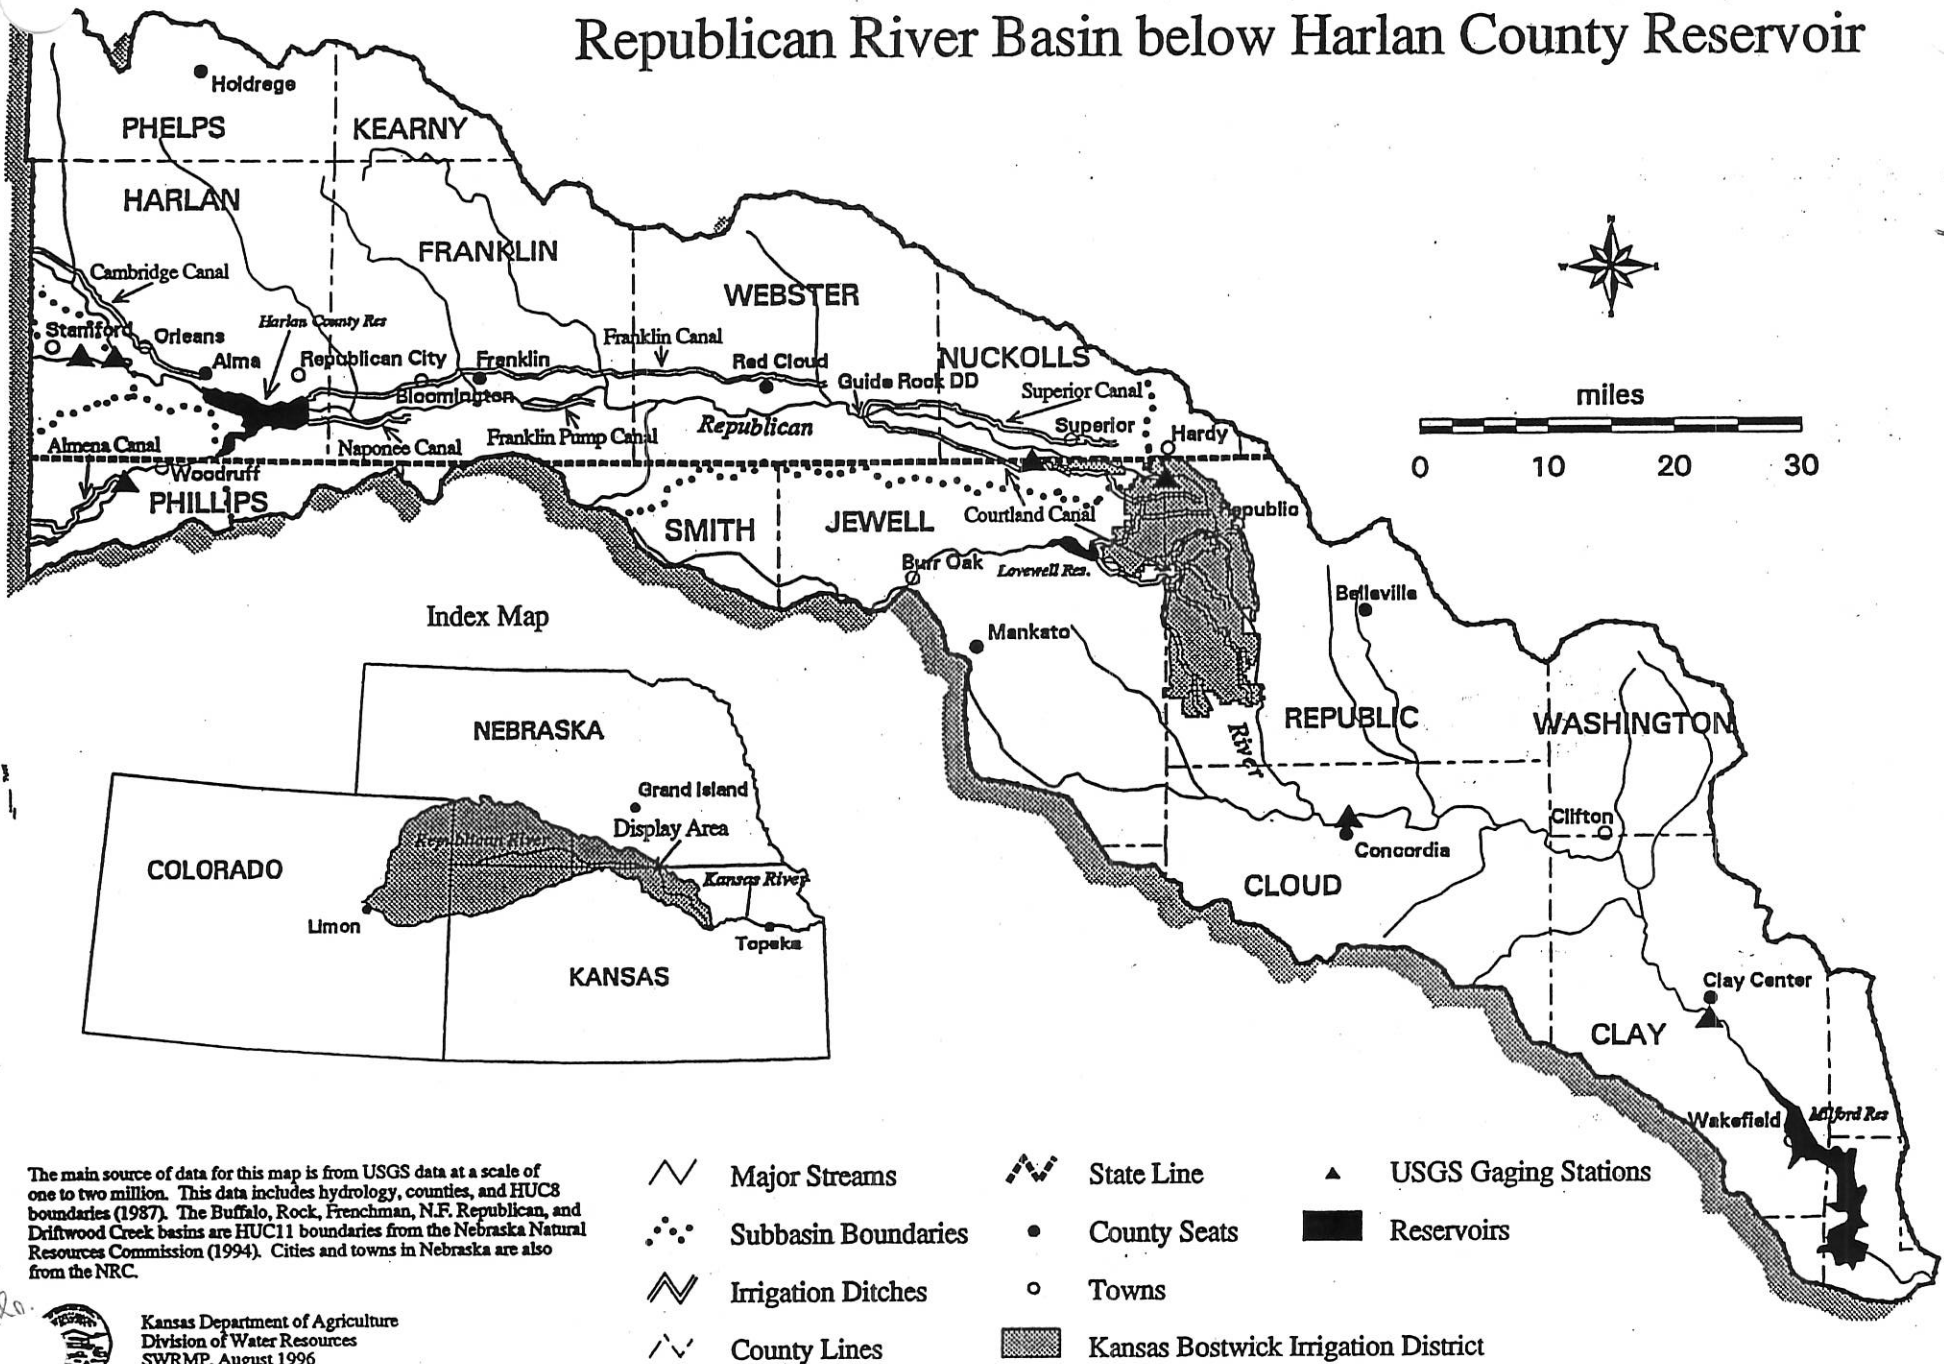 Republican River Basin below Harlan County Reservoir
Holdrege
PHELPS
KEARNY
HARLAN
FRANKLIN
Cambridge Canal
WEBSTER
Harlan County Res
Stamford
Orleans
Franklin Canal
Alma
Republican City
Franklin
Red Cloud
NUCKOLLS
Guide Rock DD
Superior Canal
Bloomington
Republican
Superior
Hardy
Almena Canal
Naponee Canal
Franklin Pump Canal
Woodruff
PHILLIPS
SMITH
JEWELL
Courtland Canal
Republic
Burr Oak
Lovewell Res.
Belleville
Mankato
REPUBLIC
WASHINGTON
River
Clifton
Concordia
CLOUD
Clay Center
CLAY
Wakefield
Milford Res
N
W
E
S
miles
0 10 20 30
Index Map
NEBRASKA
Grand Island
Display Area
Republican River
COLORADO
Kansas River
Limon
Topeka
KANSAS
The main source of data for this map is from USGS data at a scale of
one to two million. This data includes hydrology, counties, and HUC8
boundaries (1987). The Buffalo, Rock, Frenchman, N.F. Republican, and
Driftwood Creek basins are HUC11 boundaries from the Nebraska Natural
Resources Commission (1994). Cities and towns in Nebraska are also
from the NRC.
Kansas Department of Agriculture
Division of Water Resources
SWRMP, August 1996
Major Streams
Subbasin Boundaries
Irrigation Ditches
County Lines
State Line
County Seats
Towns
Kansas Bostwick Irrigation District
USGS Gaging Stations
Reservoirs